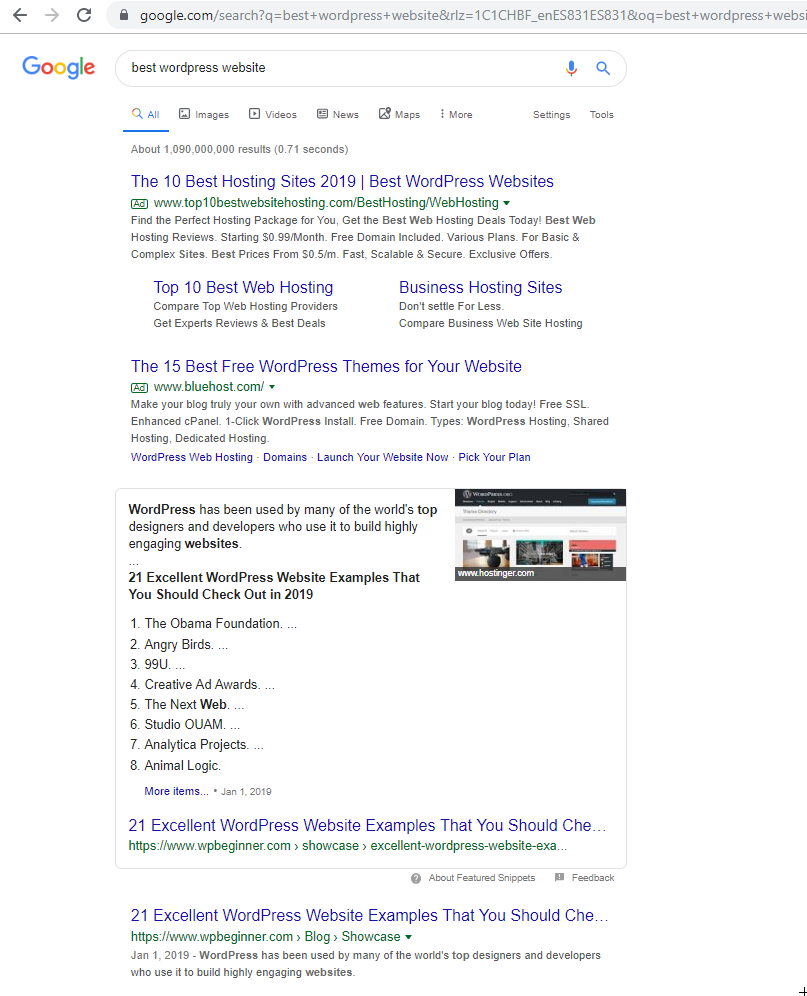 google.com/search?q=best+wordpress+website&rlz=1C1CHBF_enES831ES831&oq=best+wordpress+websi
Google
best wordpress website
All Images Videos News Maps More Settings Tools
About 1,090,000,000 results (0.71 seconds)
The 10 Best Hosting Sites 2019 | Best WordPress Websites
Ad www.top10bestwebsitehosting.com/BestHosting/WebHosting
Find the Perfect Hosting Package for You, Get the Best Web Hosting Deals Today! Best Web
Hosting Reviews. Starting $0.99/Month. Free Domain Included. Various Plans. For Basic &
Complex Sites. Best Prices From $0.5/m. Fast, Scalable & Secure. Exclusive Offers.
Top 10 Best Web Hosting
Compare Top Web Hosting Providers
Get Experts Reviews & Best Deals
Business Hosting Sites
Don't settle For Less.
Compare Business Web Site Hosting
The 15 Best Free WordPress Themes for Your Website
Ad www.bluehost.com/
Make your blog truly your own with advanced web features. Start your blog today! Free SSL.
Enhanced cPanel. 1-Click WordPress Install. Free Domain. Types: WordPress Hosting, Shared
Hosting, Dedicated Hosting.
WordPress Web Hosting · Domains · Launch Your Website Now · Pick Your Plan
WordPress has been used by many of the world's top
designers and developers who use it to build highly
engaging websites.
...
21 Excellent WordPress Website Examples That
You Should Check Out in 2019
1. The Obama Foundation. ...
2. Angry Birds. ...
3. 99U. ...
4. Creative Ad Awards. ...
5. The Next Web. ...
6. Studio OUAM. ...
7. Analytica Projects. ...
8. Animal Logic.
More items... • Jan 1, 2019
WORDPRESS.ORG
Theme Directory
www.hostinger.com
21 Excellent WordPress Website Examples That You Should Che...
https://www.wpbeginner.com › showcase › excellent-wordpress-website-exa...
About Featured Snippets Feedback
21 Excellent WordPress Website Examples That You Should Che...
https://www.wpbeginner.com › Blog › Showcase
Jan 1, 2019 - WordPress has been used by many of the world's top designers and developers
who use it to build highly engaging websites.